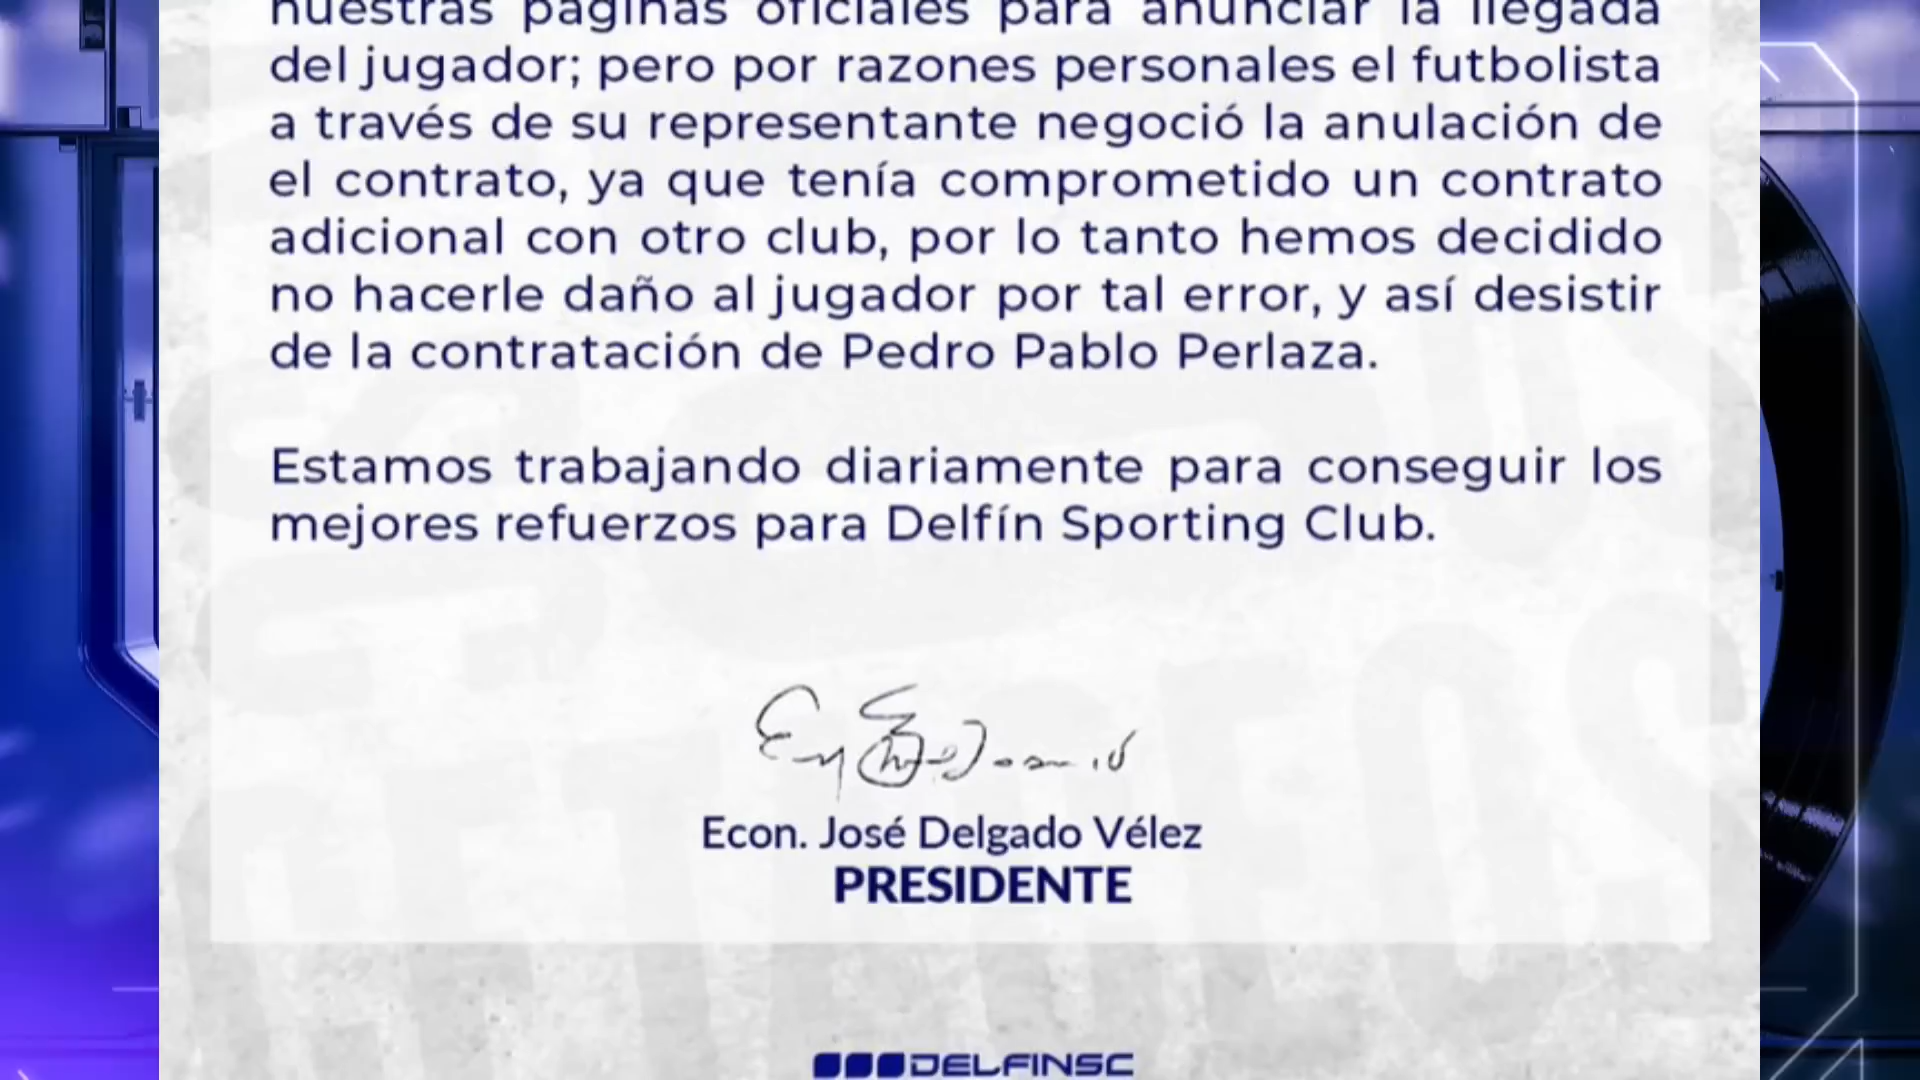 nuestras páginas oficiales para anunciar la llegada
del jugador; pero por razones personales el futbolista
a través de su representante negoció la anulación de
el contrato, ya que tenía comprometido un contrato
adicional con otro club, por lo tanto hemos decidido
no hacerle daño al jugador por tal error, y así desistir
de la contratación de Pedro Pablo Perlaza.
Estamos trabajando diariamente para conseguir los
mejores refuerzos para Delfín Sporting Club.
Econ. José Delgado Vélez
PRESIDENTE
DELFINSC